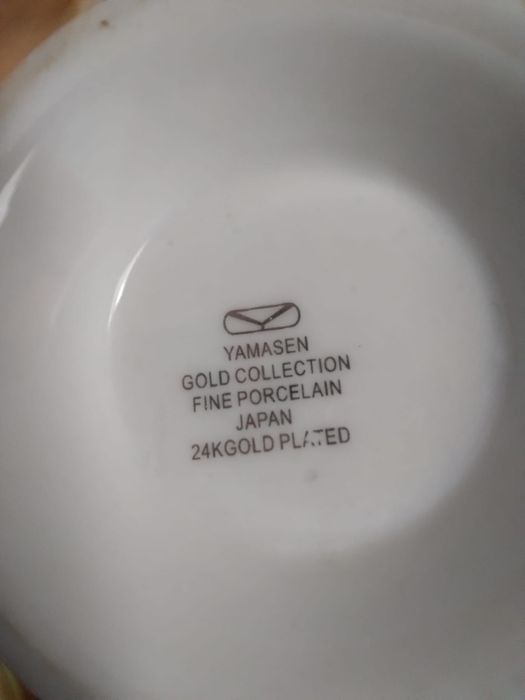 YAMASEN
GOLD COLLECTION
FINE PORCELAIN
JAPAN
24KGOLD PLATED